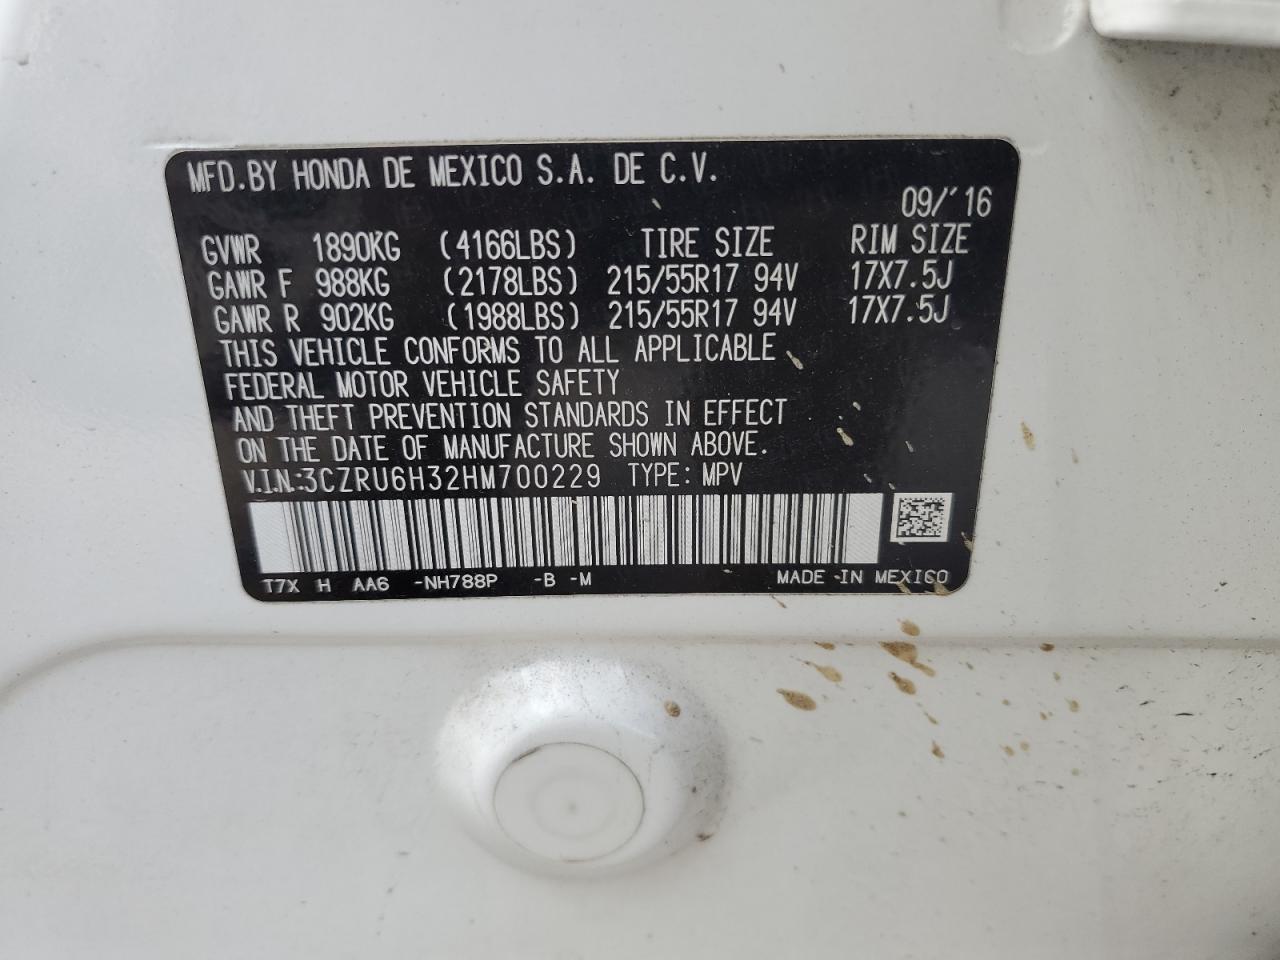 MFD.BY HONDA DE MEXICO S.A. DE C.V.
09/'16
GVWR 1890KG (4166LBS) TIRE SIZE RIM SIZE
GAWR F 988KG (2178LBS) 215/55R17 94V 17X7.5J
GAWR R 902KG (1988LBS) 215/55R17 94V 17X7.5J
THIS VEHICLE CONFORMS TO ALL APPLICABLE
FEDERAL MOTOR VEHICLE SAFETY
AND THEFT PREVENTION STANDARDS IN EFFECT
ON THE DATE OF MANUFACTURE SHOWN ABOVE.
V.I.N.:3CZRU6H32HM700229 TYPE: MPV
T7X H AA6 -NH788P -B -M MADE IN MEXICO